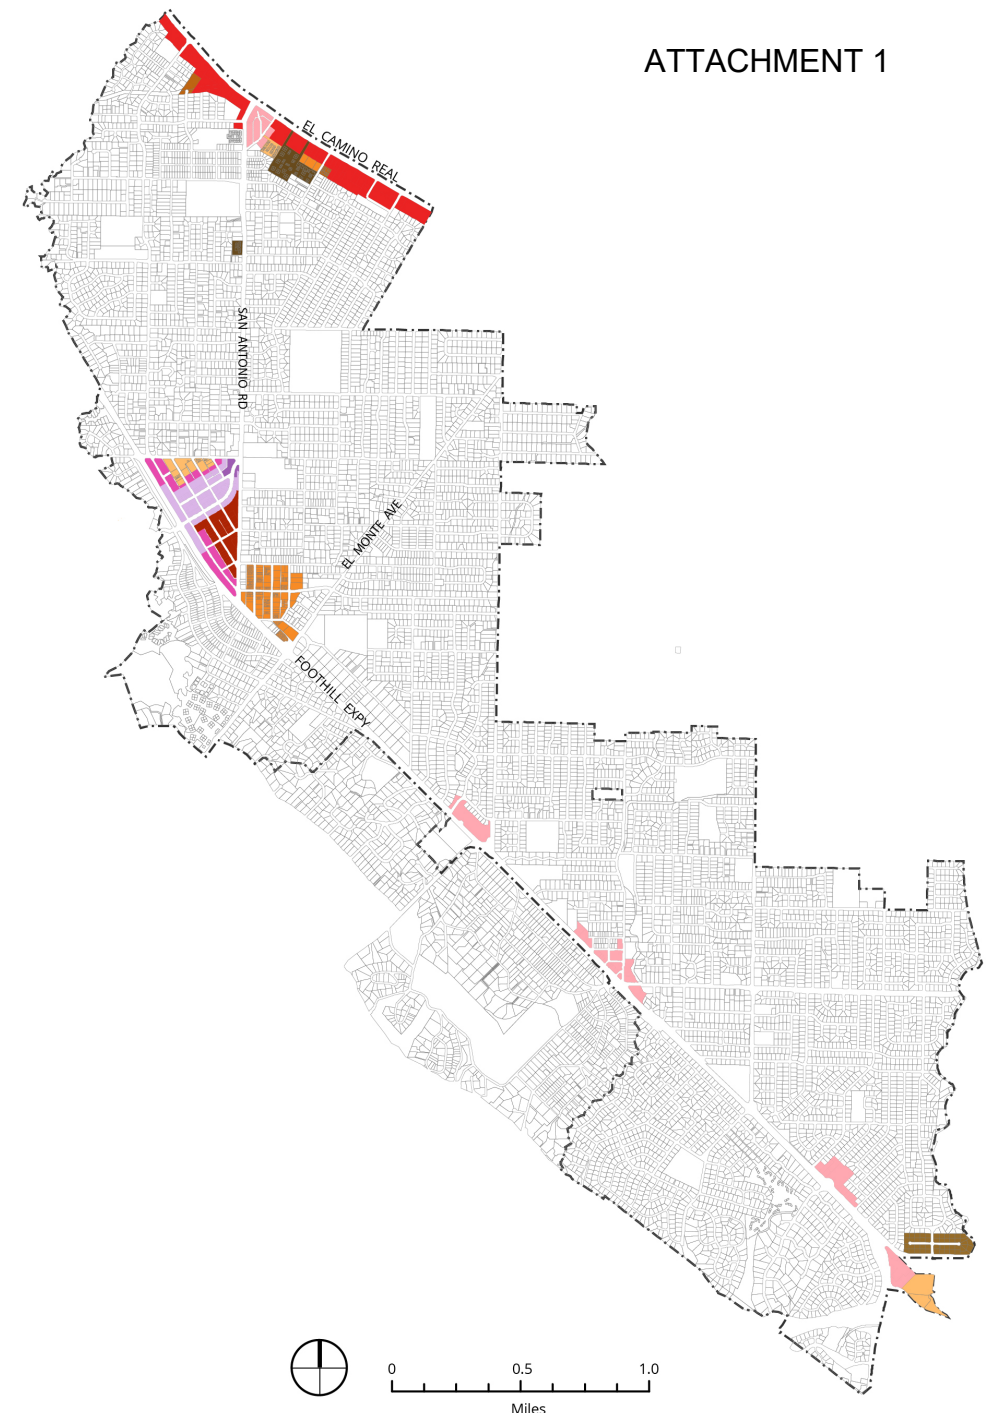 ATTACHMENT 1
EL CAMINO REAL
SAN ANTONIO RD
EL MONTE AVE
FOOTHILL EXPY
0 0.5 1.0
Miles